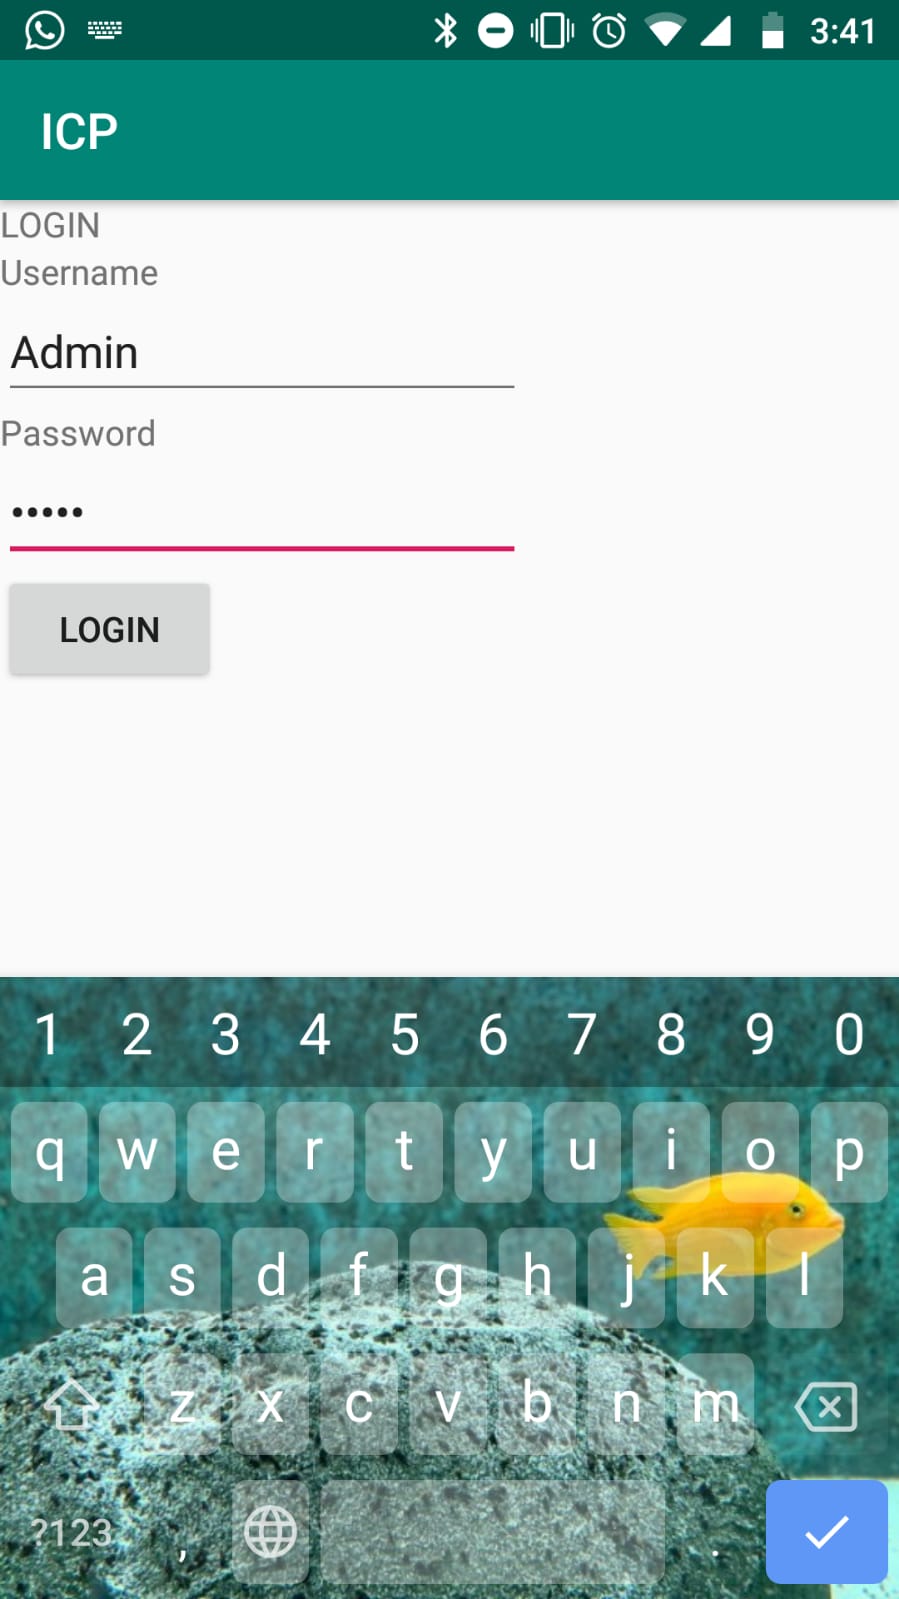 3:41
ICP
LOGIN
Username
Admin
Password
•••••
LOGIN
1 2 3 4 5 6 7 8 9 0
q w e r t y u i o p
a s d f g h j k l
z x c v b n m
?123 , .